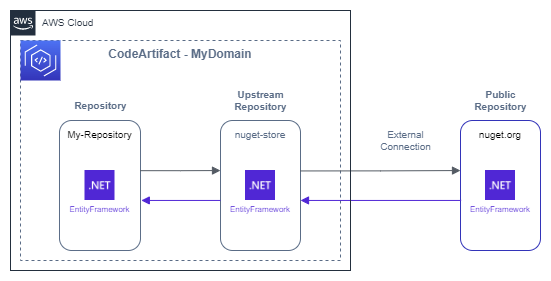 aws
AWS Cloud
CodeArtifact - MyDomain
Repository
Upstream
Repository
Public
Repository
My-Repository
nuget-store
External
Connection
nuget.org
.NET
.NET
.NET
EntityFramework
EntityFramework
EntityFramework